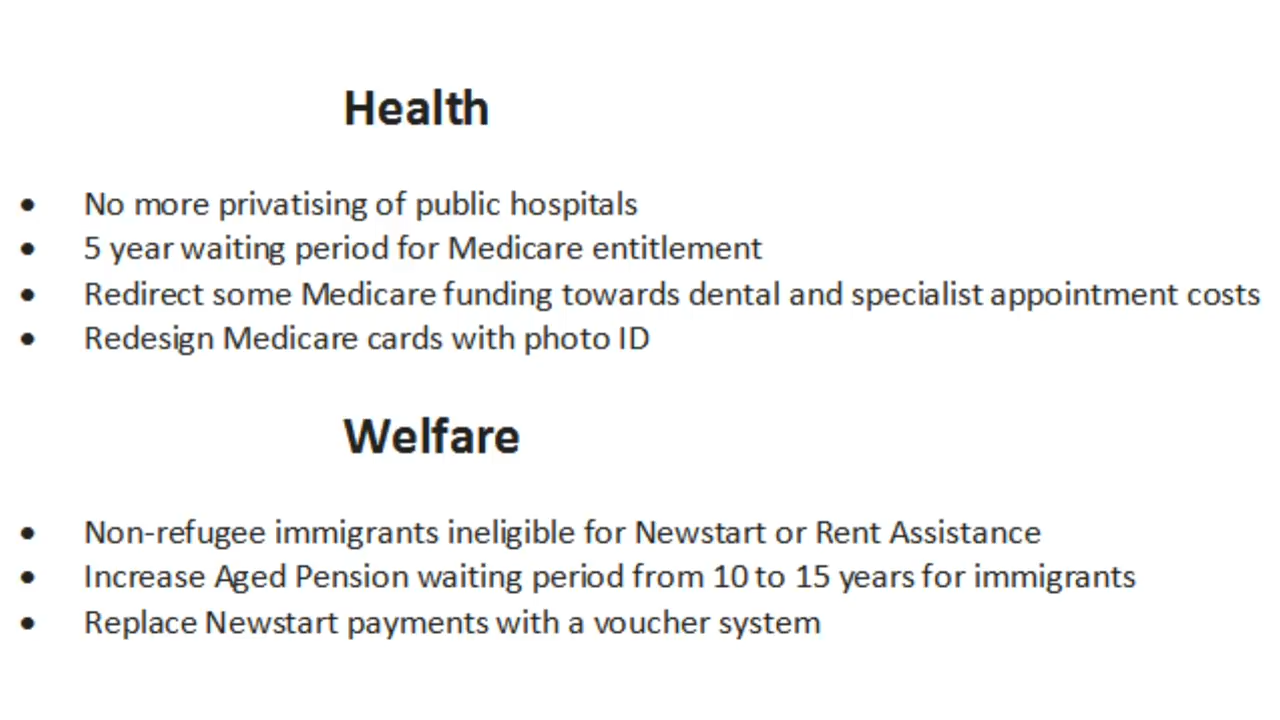 Health
• No more privatising of public hospitals
• 5 year waiting period for Medicare entitlement
• Redirect some Medicare funding towards dental and specialist appointment costs
• Redesign Medicare cards with photo ID
Welfare
• Non-refugee immigrants ineligible for Newstart or Rent Assistance
• Increase Aged Pension waiting period from 10 to 15 years for immigrants
• Replace Newstart payments with a voucher system